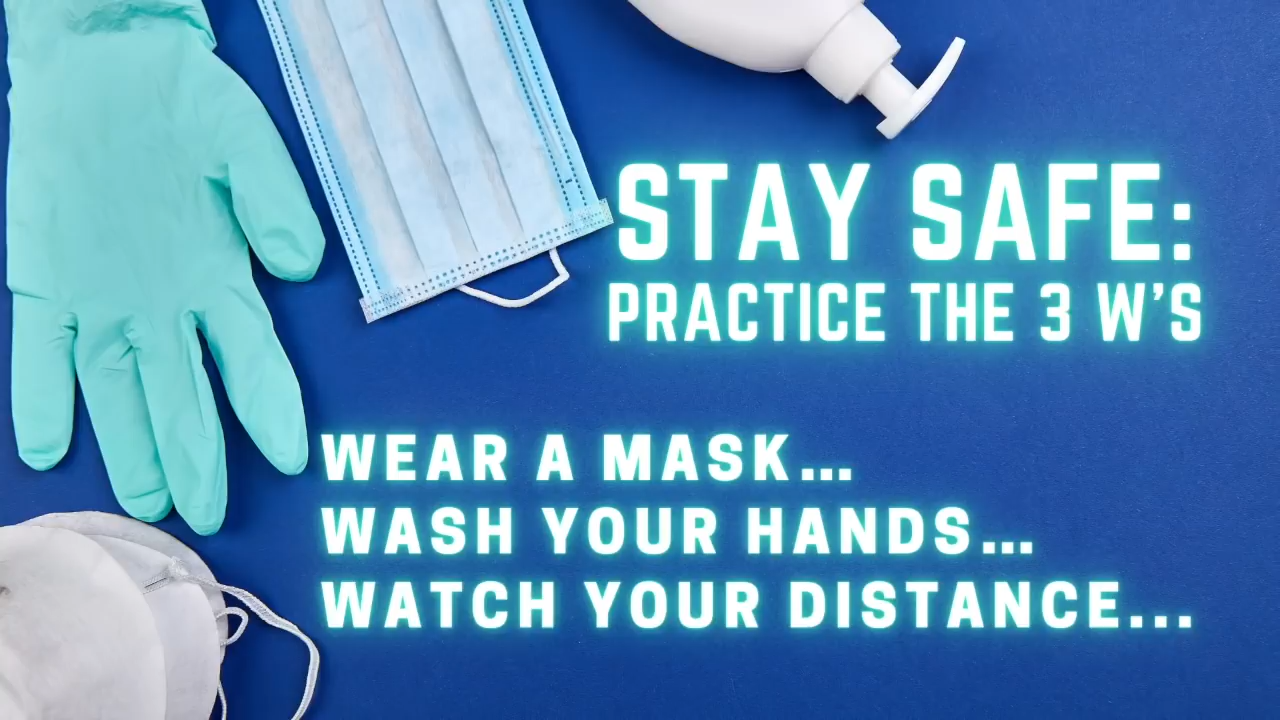 STAY SAFE:
PRACTICE THE 3 W'S
WEAR A MASK...
WASH YOUR HANDS...
WATCH YOUR DISTANCE...